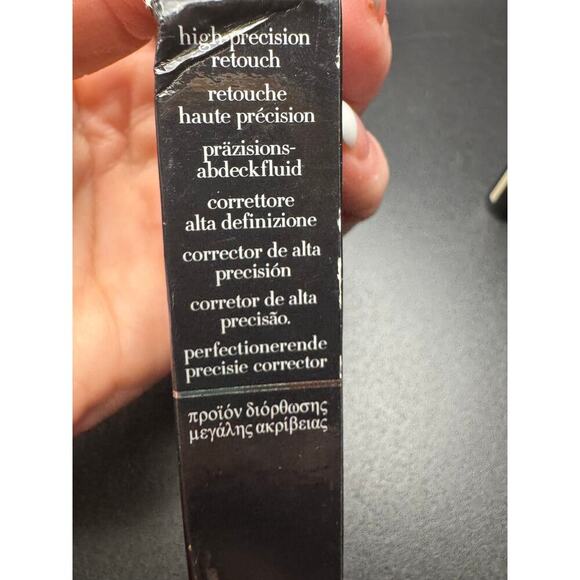 high precision
retouch
retouche
haute précision
präzisions-
abdeckfluid
correttore
alta definizione
corrector de alta
precisión
corretor de alta
precisão.
perfectionerende
precisie corrector
προϊόν διόρθωσης
μεγάλης ακρίβειας